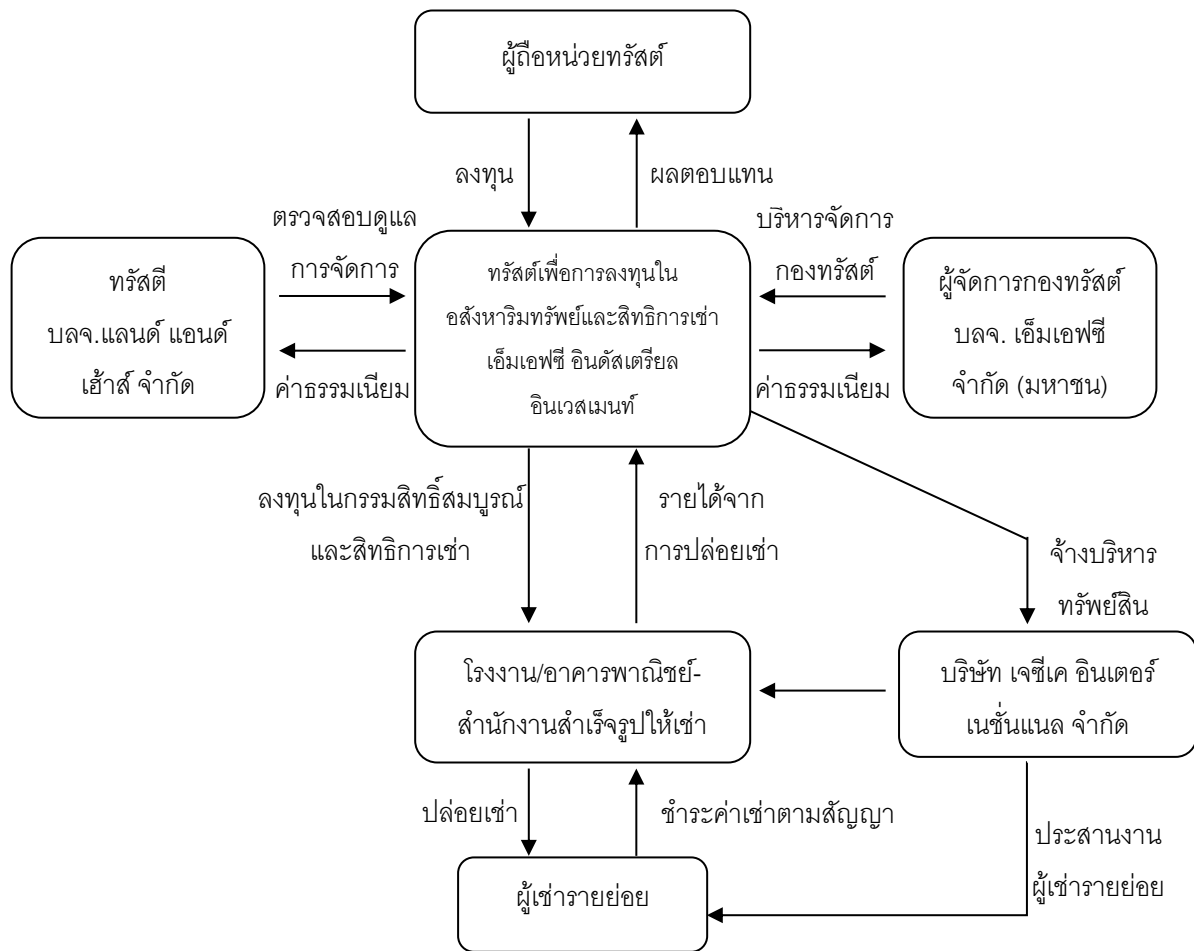 ผู้ถือหน่วยทรัสต์
ลงทุน
ผลตอบแทน
ตรวจสอบดูแล
การจัดการ
บริหารจัดการ
กองทรัสต์
ทรัสตี
บลจ.แลนด์ แอนด์
เฮ้าส์ จำกัด
ทรัสต์เพื่อการลงทุนใน
อสังหาริมทรัพย์และสิทธิการเช่า
เอ็มเอฟซี อินดัสเตรียล
อินเวสเมนท์
ผู้จัดการกองทรัสต์
บลจ. เอ็มเอฟซี
จำกัด (มหาชน)
ค่าธรรมเนียม
ค่าธรรมเนียม
ลงทุนในกรรมสิทธิ์สมบูรณ์
และสิทธิการเช่า
รายได้จาก
การปล่อยเช่า
จ้างบริหาร
ทรัพย์สิน
โรงงาน/อาคารพาณิชย์-
สำนักงานสำเร็จรูปให้เช่า
บริษัท เจซีเค อินเตอร์
เนชั่นแนล จำกัด
ปล่อยเช่า
ชำระค่าเช่าตามสัญญา
ประสานงาน
ผู้เช่ารายย่อย
ผู้เช่ารายย่อย